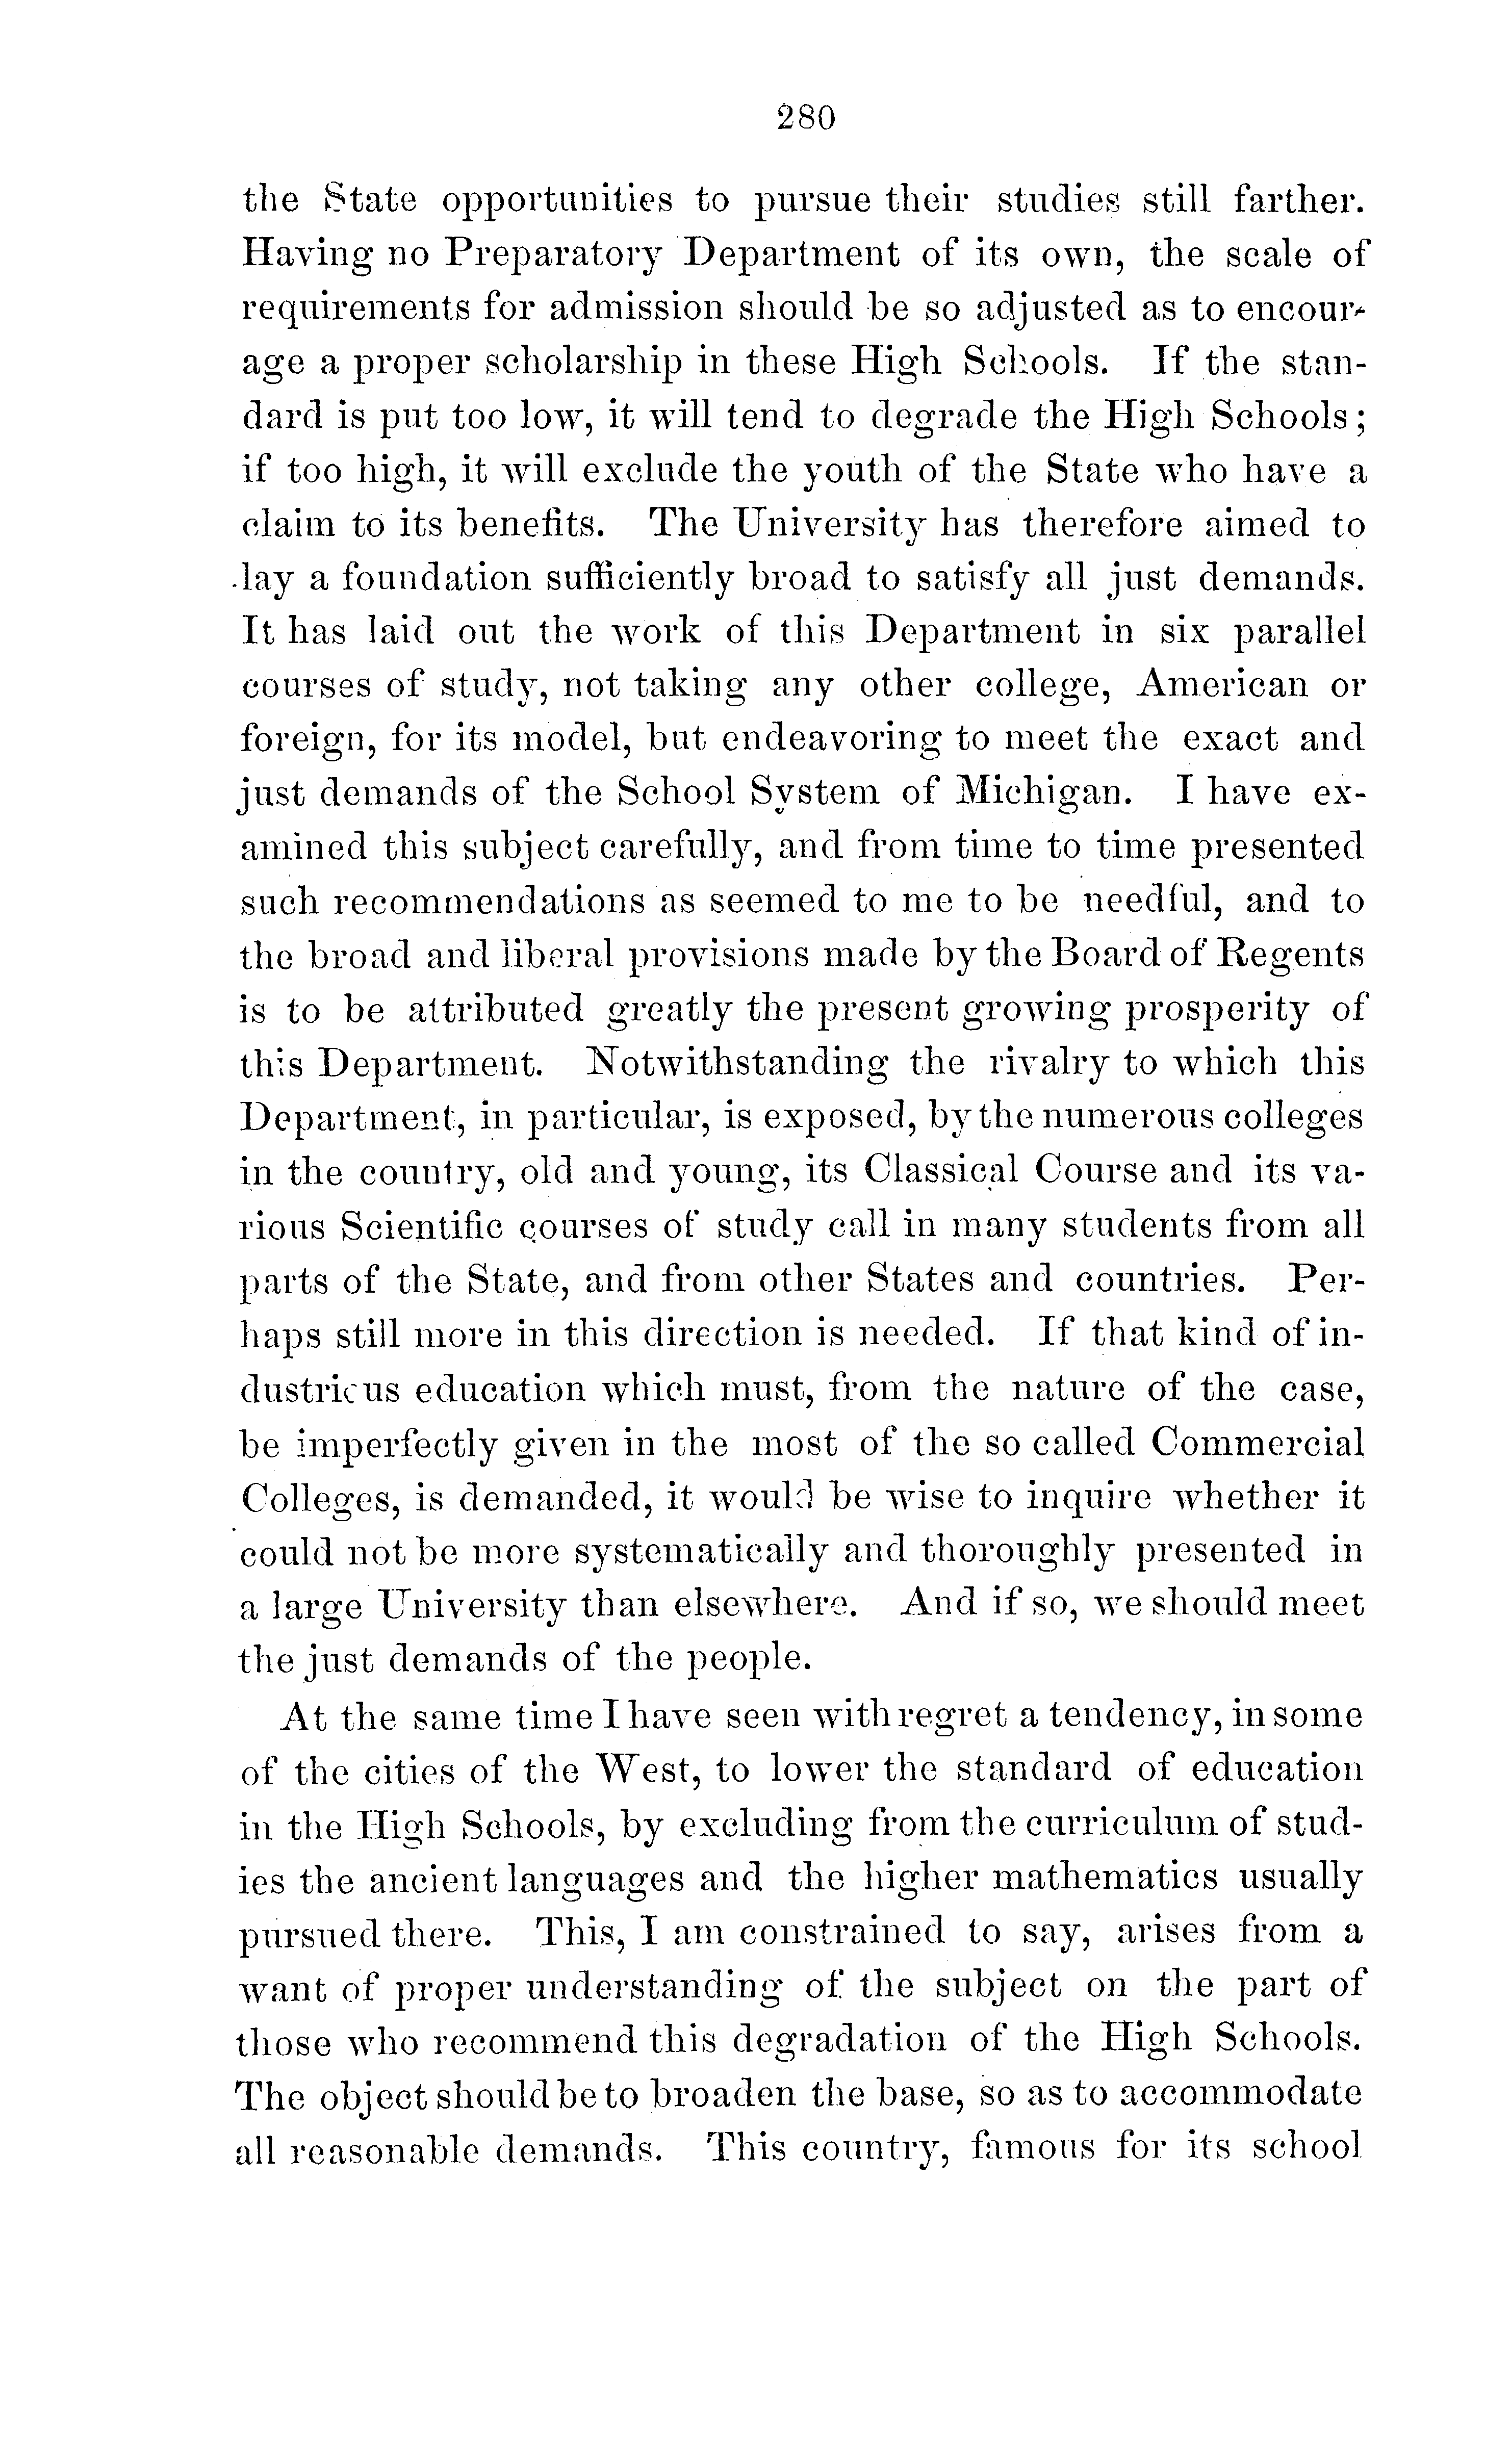 280
the State opportunities to pursue their studies still farther.
Having no Preparatory Department of its own, the scale of
requirements for admission should be so adjusted as to encour-
age a proper scholarship in these High Schools. If the stan-
dard is put too low, it will tend to degrade the High Schools;
if too high, it will exclude the youth of the State who have a
claim to its benefits. The University has therefore aimed to
lay a foundation sufficiently broad to satisfy all just demands.
It has laid out the work of this Department in six parallel
courses of study, not taking any other college, American or
foreign, for its model, but endeavoring to meet the exact and
just demands of the School System of Michigan. I have ex-
amined this subject carefully, and from time to time presented
such recommendations as seemed to me to be needful, and to
the broad and liberal provisions made by the Board of Regents
is to be attributed greatly the present growing prosperity of
this Department. Notwithstanding the rivalry to which this
Department, in particular, is exposed, by the numerous colleges
in the country, old and young, its Classical Course and its va-
rious Scientific courses of study call in many students from all
parts of the State, and from other States and countries. Per-
haps still more in this direction is needed. If that kind of in-
dustrious education which must, from the nature of the case,
be imperfectly given in the most of the so called Commercial
Colleges, is demanded, it would be wise to inquire whether it
could not be more systematically and thoroughly presented in
a large University than elsewhere. And if so, we should meet
the just demands of the people.
At the same time I have seen with regret a tendency, in some
of the cities of the West, to lower the standard of education
in the High Schools, by excluding from the curriculum of stud-
ies the ancient languages and the higher mathematics usually
pursued there. This, I am constrained to say, arises from a
want of proper understanding of the subject on the part of
those who recommend this degradation of the High Schools.
The object should be to broaden the base, so as to accommodate
all reasonable demands. This country, famous for its school